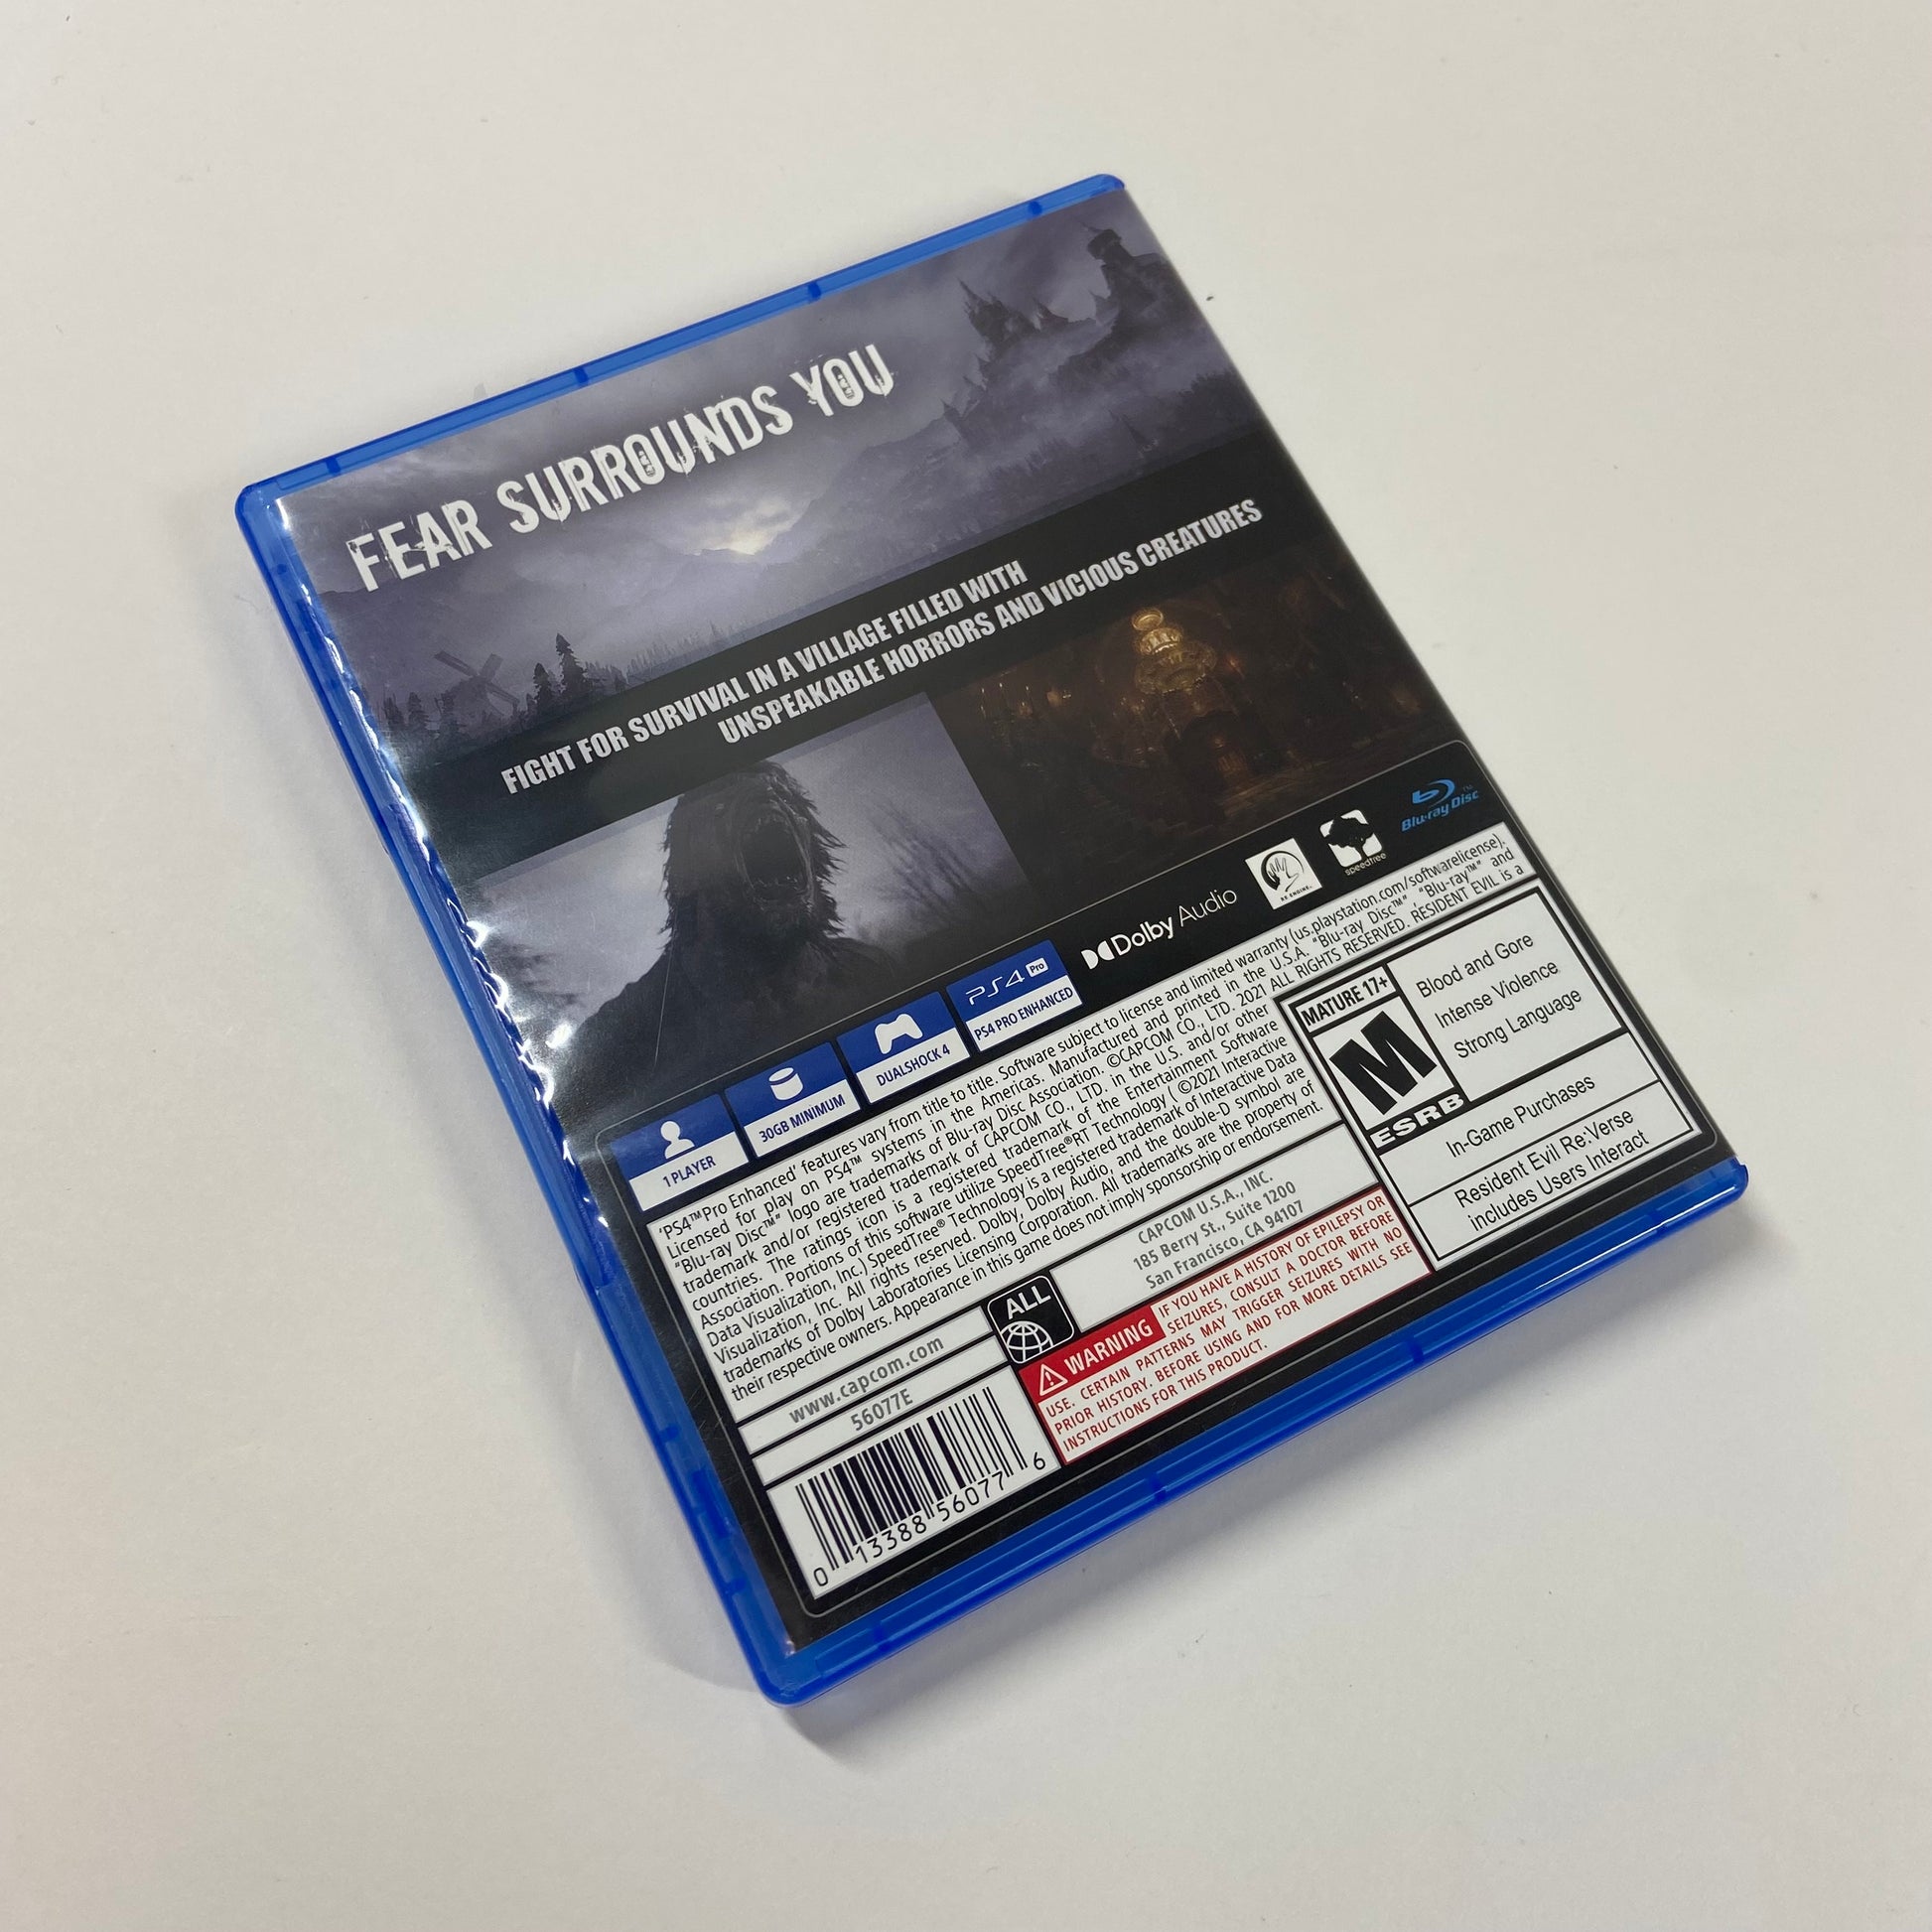 FEAR SURROUNDS YOU
FIGHT FOR SURVIVAL IN A VILLAGE FILLED WITH
UNSPEAKABLE HORRORS AND VICIOUS CREATURES
1 PLAYER
30GB MINIMUM
DUALSHOCK 4
PS4 Pro
PS4 PRO ENHANCED
Dolby Audio
RE ENGINE
speedtree
Blu-ray Disc™
'PS4™ Pro Enhanced' features vary from title to title. Software subject to license and limited warranty (us.playstation.com/softwarelicense).
Licensed for play on PS4™ systems in the Americas. Manufactured and printed in the U.S.A. "Blu-ray Disc™", "Blu-ray™" and
"Blu-ray Disc™" logo are trademarks of Blu-ray Disc Association. ©CAPCOM CO., LTD. 2021 ALL RIGHTS RESERVED. RESIDENT EVIL is a
trademark and/or registered trademark of CAPCOM CO., LTD. in the U.S. and/or other
countries. The ratings icon is a registered trademark of the Entertainment Software
Association. Portions of this software utilize SpeedTree®RT Technology ( ©2021 Interactive
Data Visualization, Inc.) SpeedTree® Technology is a registered trademark of Interactive Data
Visualization, Inc. All rights reserved. Dolby, Dolby Audio, and the double-D symbol are
trademarks of Dolby Laboratories Licensing Corporation. All trademarks are the property of
their respective owners. Appearance in this game does not imply sponsorship or endorsement.
MATURE 17+
M
ESRB
Blood and Gore
Intense Violence
Strong Language
In-Game Purchases
Resident Evil Re:Verse
includes Users Interact
www.capcom.com
56077E
ALL
CAPCOM U.S.A., INC.
185 Berry St., Suite 1200
San Francisco, CA 94107
WARNING
IF YOU HAVE A HISTORY OF EPILEPSY OR
SEIZURES, CONSULT A DOCTOR BEFORE
USE. CERTAIN PATTERNS MAY TRIGGER SEIZURES WITH NO
PRIOR HISTORY. BEFORE USING AND FOR MORE DETAILS SEE
INSTRUCTIONS FOR THIS PRODUCT.
0 13388 56077 6